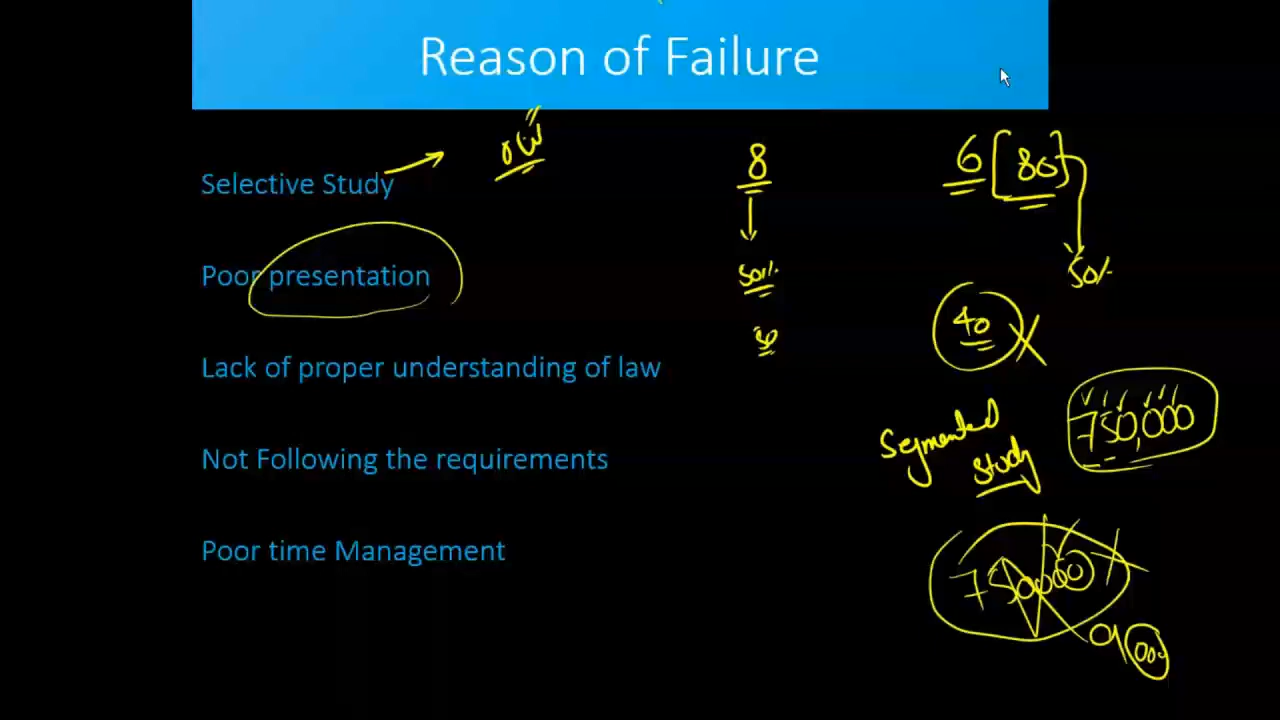 Reason of Failure
Selective Study
8
6 [80]
50%
50%
Poor presentation
40
Lack of proper understanding of law
750,000
Segmented
Study
Not Following the requirements
Poor time Management